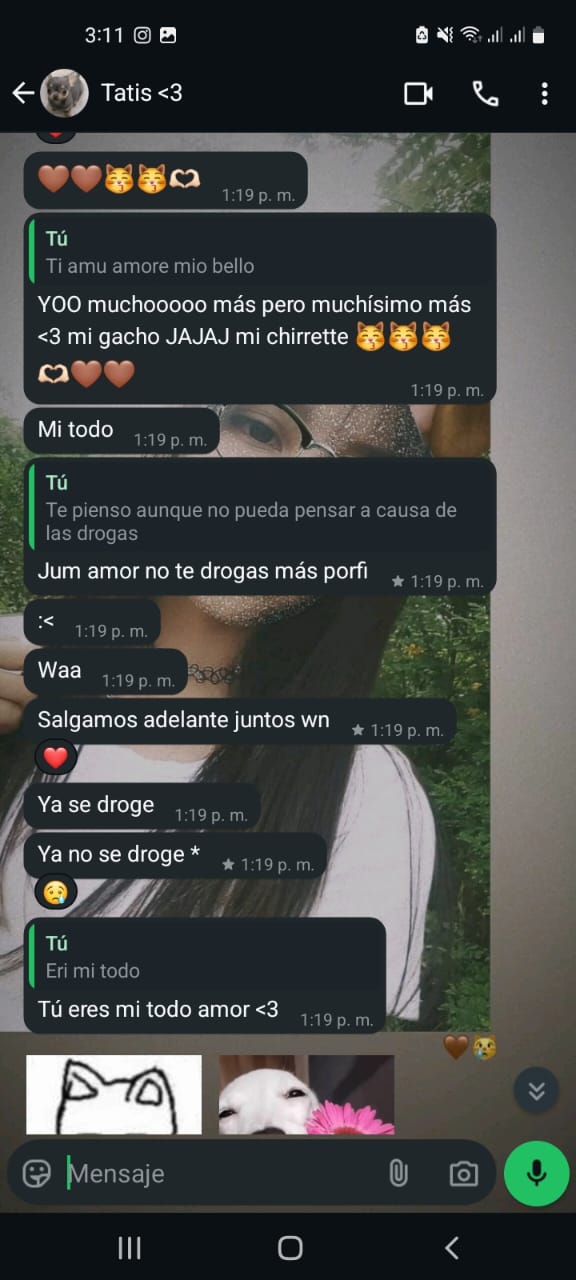 3:11
Tatis <3
🤎🤎😽😽🫶🏻
1:19 p. m.
Tú
Ti amu amore mio bello
YOO muchooooo más pero muchísimo más
<3 mi gacho JAJAJ mi chirrette 😽😽😽
🫶🏻🤎🤎
1:19 p. m.
Mi todo 1:19 p. m.
Tú
Te pienso aunque no pueda pensar a causa de
las drogas
Jum amor no te drogas más porfi ★ 1:19 p. m.
:< 1:19 p. m.
Waa 1:19 p. m.
Salgamos adelante juntos wn ★ 1:19 p. m.
❤️
Ya se droge 1:19 p. m.
Ya no se droge * ★ 1:19 p. m.
😢
Tú
Eri mi todo
Tú eres mi todo amor <3 1:19 p. m.
🤎😿
Mensaje